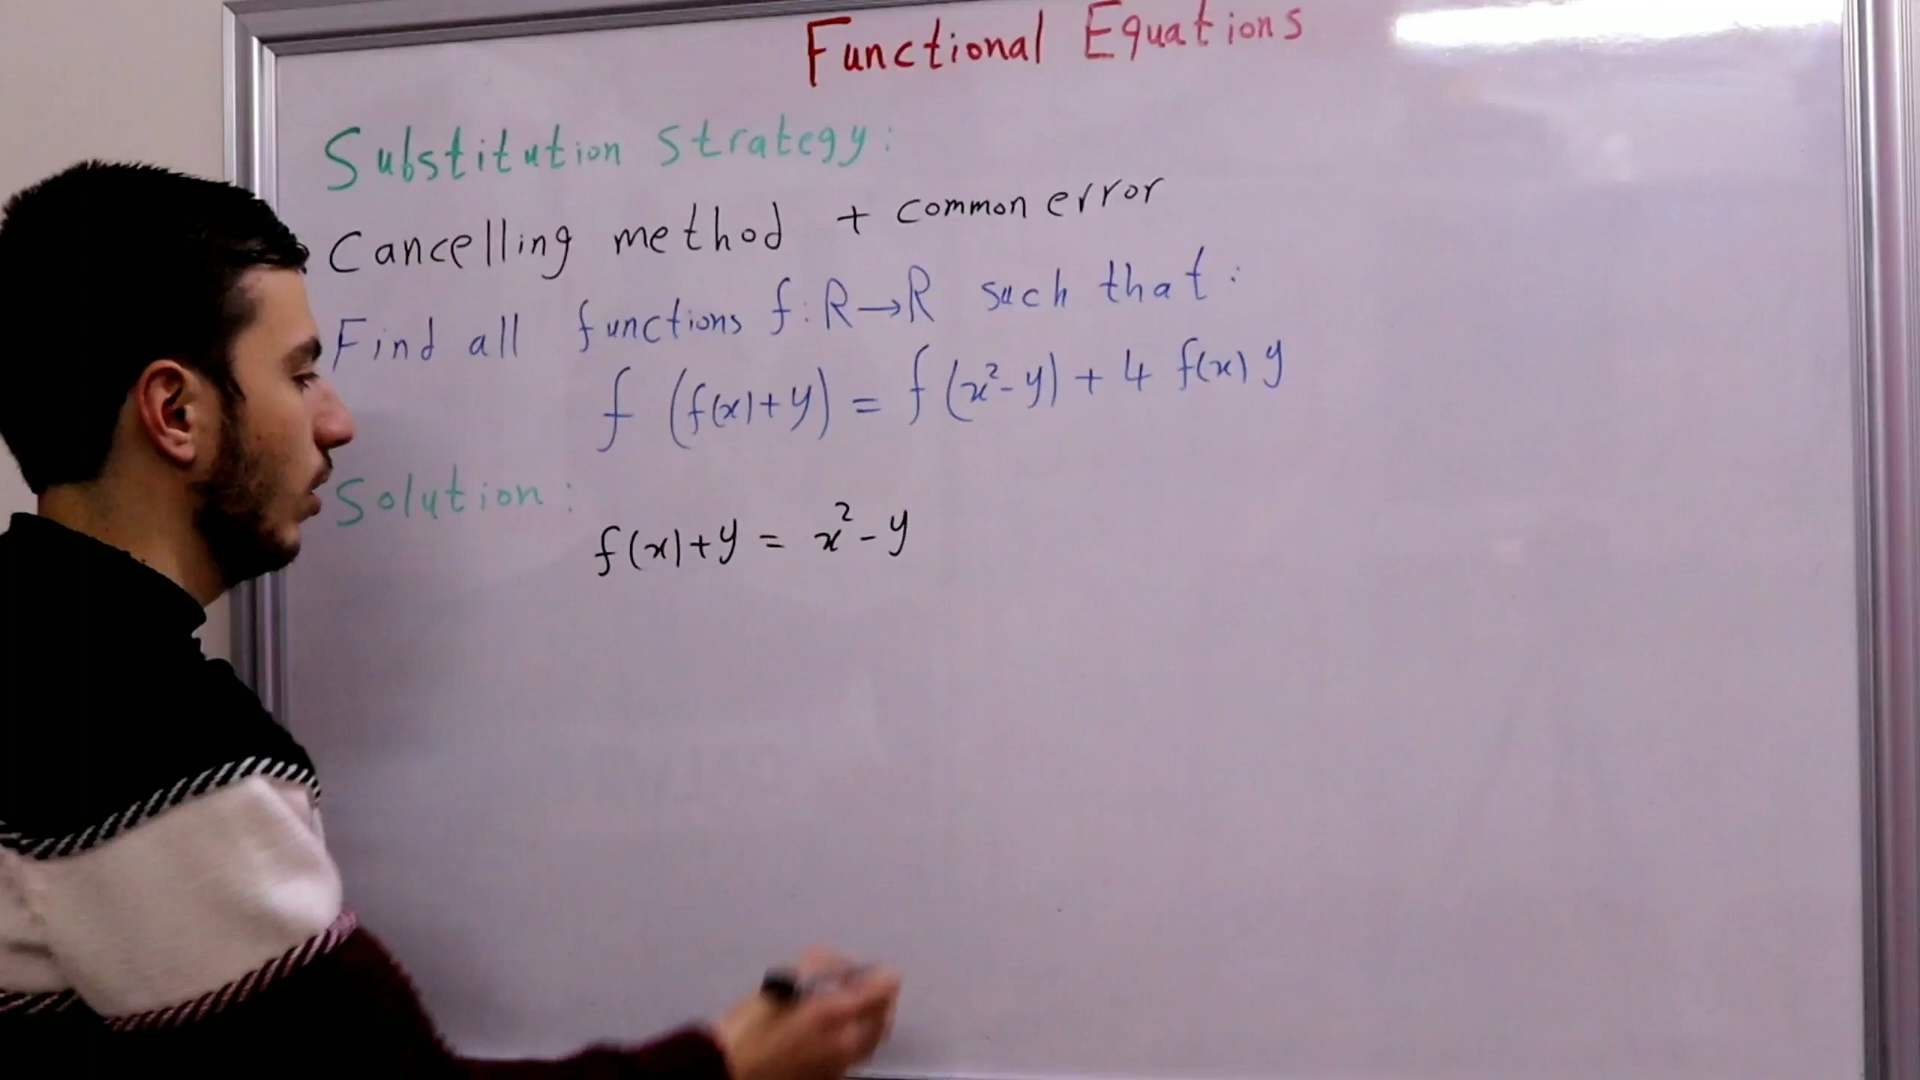 Functional Equations
Substitution strategy:
Cancelling method + common error
Find all functions f:R→R such that:
f (f(x)+y) = f(x²-y) + 4 f(x) y
Solution:
f(x)+y = x²-y